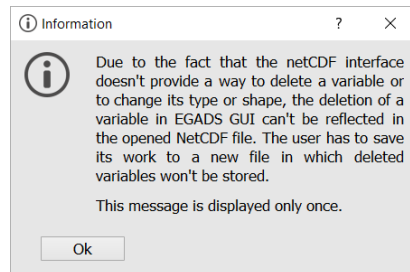 Information ? ×
Due to the fact that the netCDF interface
doesn't provide a way to delete a variable or
to change its type or shape, the deletion of a
variable in EGADS GUI can't be reflected in
the opened NetCDF file. The user has to save
its work to a new file in which deleted
variables won't be stored.
This message is displayed only once.
Ok